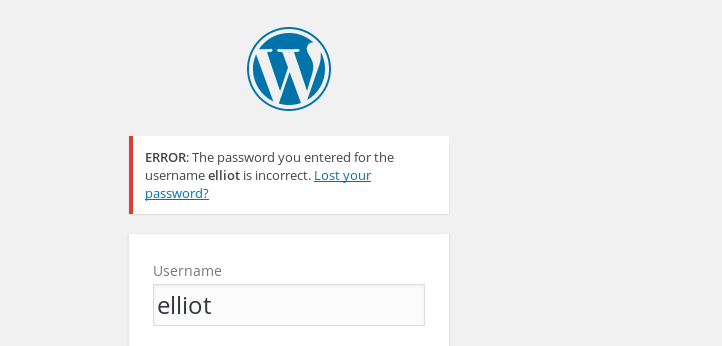 ERROR: The password you entered for the
username elliot is incorrect. Lost your
password?
Username
elliot